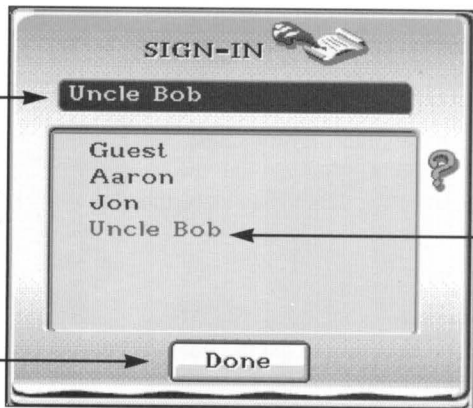 SIGN-IN
Uncle Bob
Guest
Aaron
Jon
Uncle Bob
?
Done